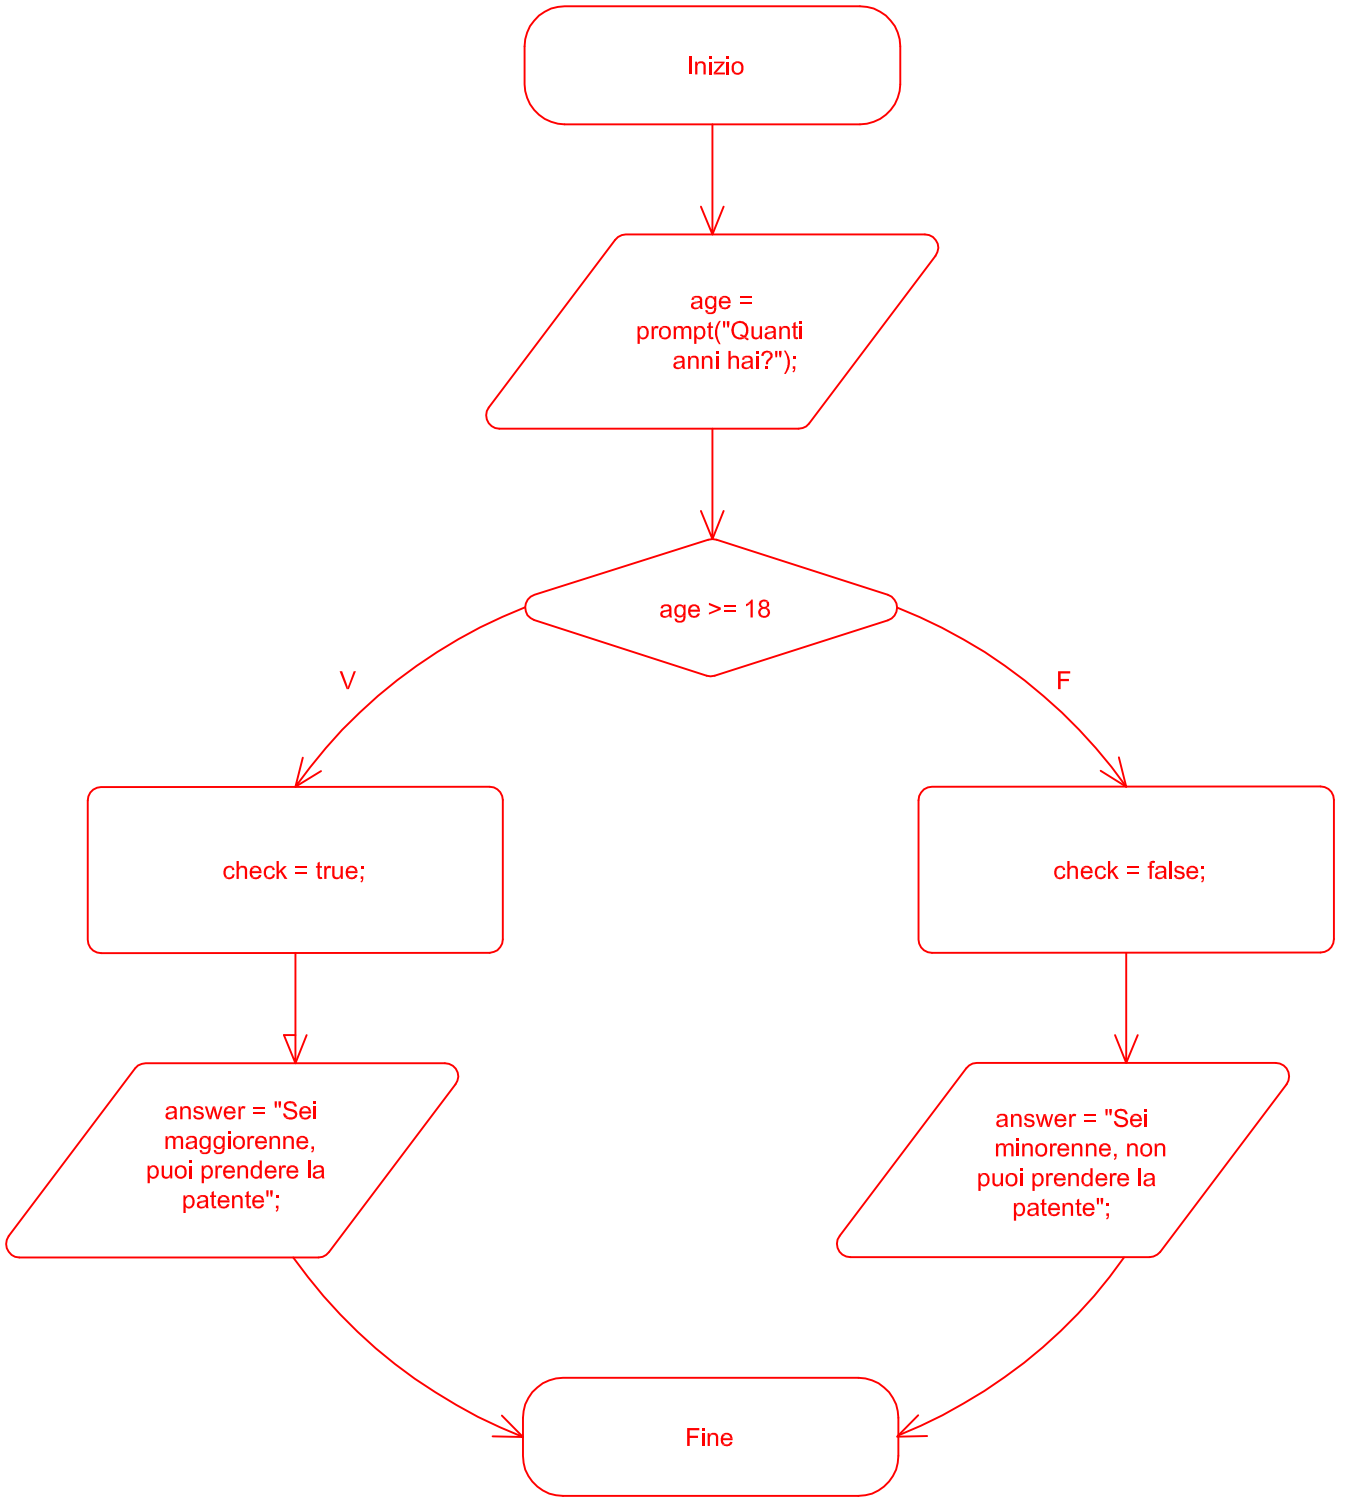 Inizio
age =
prompt("Quanti
anni hai?");
age >= 18
V
F
check = true;
check = false;
answer = "Sei
maggiorenne,
puoi prendere la
patente";
answer = "Sei
minorenne, non
puoi prendere la
patente";
Fine